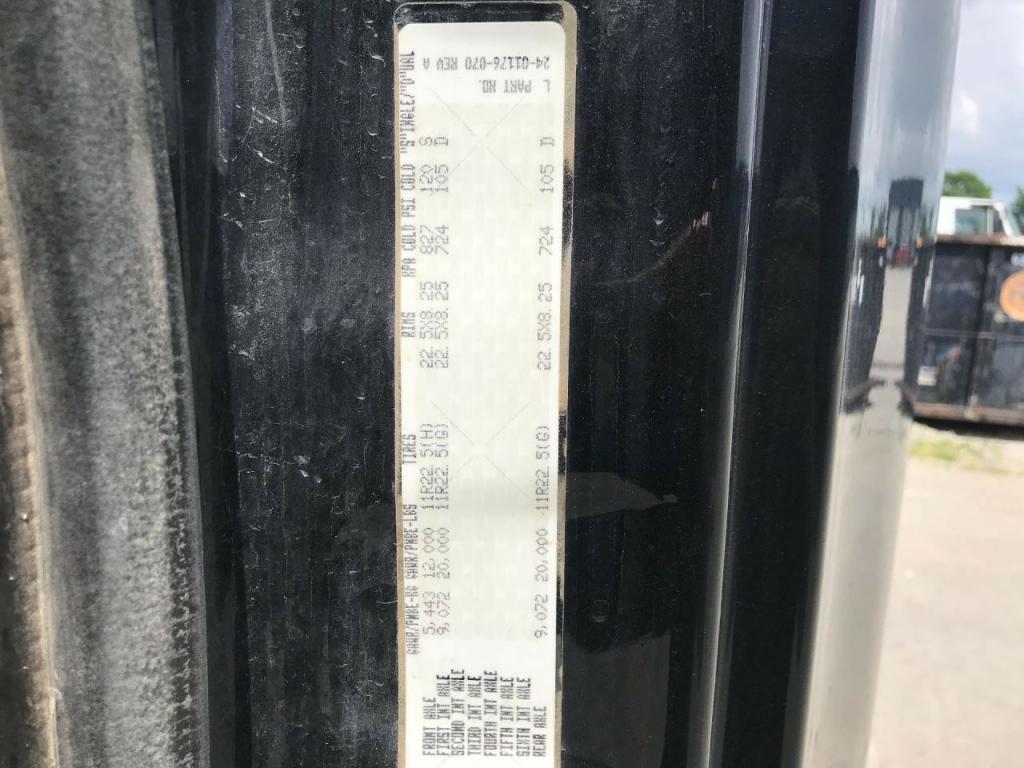 GAWR/PNBE-KG GAWR/PNBE-LBS TIRES RIMS KPA COLD PSI COLD "S"INGLE/"D"UAL
FRONT AXLE 5,443 12,000 11R22.5(H) 22.5X8.25 827 120 S
FIRST INT AXLE 9,072 20,000 11R22.5(G) 22.5X8.25 724 105 D
SECOND INT AXLE
THIRD INT AXLE
FOURTH INT AXLE
FIFTH INT AXLE
SIXTH INT AXLE
REAR AXLE 9,072 20,000 11R22.5(G) 22.5X8.25 724 105 D
L PART NO.
24-01176-070 REV A